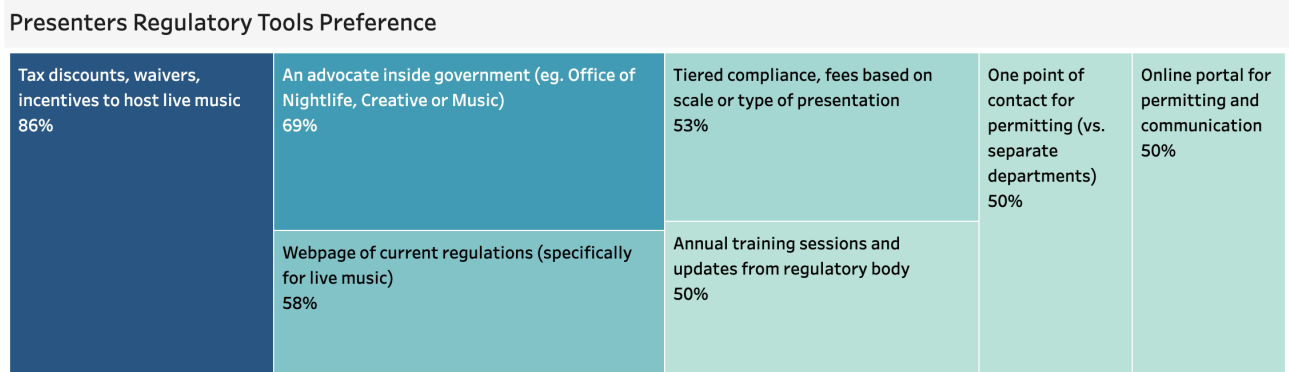 Presenters Regulatory Tools Preference
Tax discounts, waivers,
incentives to host live music
86%
An advocate inside government (eg. Office of
Nightlife, Creative or Music)
69%
Webpage of current regulations (specifically
for live music)
58%
Tiered compliance, fees based on
scale or type of presentation
53%
Annual training sessions and
updates from regulatory body
50%
One point of
contact for
permitting (vs.
separate
departments)
50%
Online portal for
permitting and
communication
50%